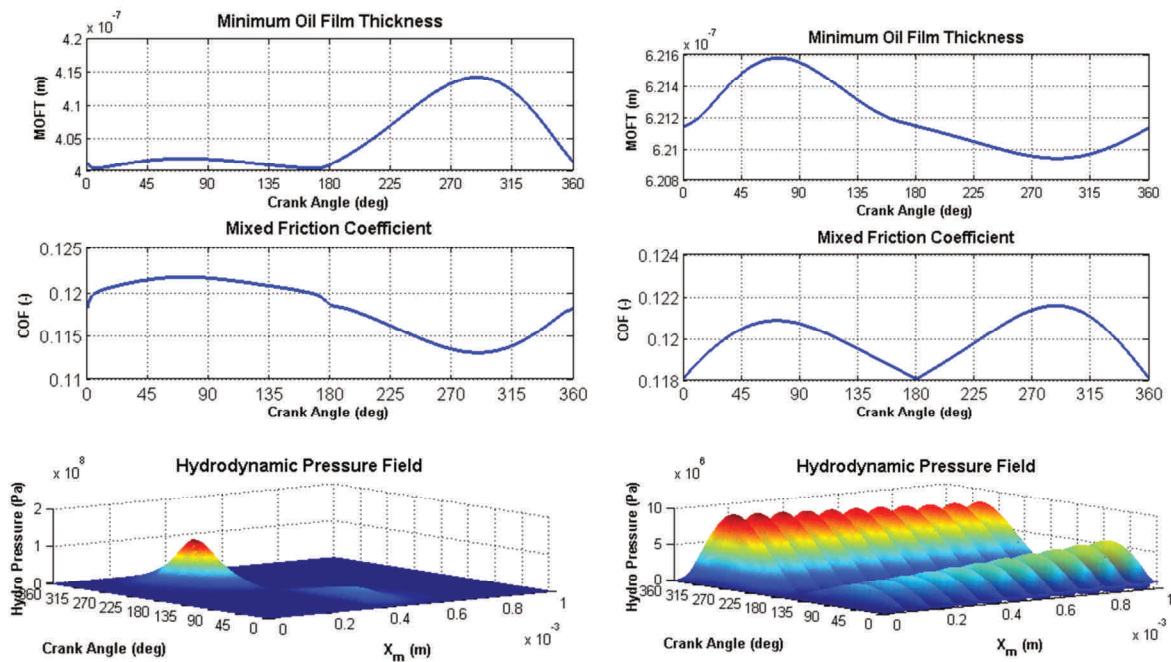 Minimum Oil Film Thickness
x 10⁻⁷
MOFT (m)
4.2
4.15
4.1
4.05
4
0 45 90 135 180 225 270 315 360
Crank Angle (deg)
Mixed Friction Coefficient
COF (-)
0.125
0.12
0.115
0.11
0 45 90 135 180 225 270 315 360
Crank Angle (deg)
Hydrodynamic Pressure Field
x 10⁸
Hydro Pressure (Pa)
2
1
0
360 315 270 225 180 135 90 45 0
Crank Angle (deg)
0 0.2 0.4 0.6 0.8 1
x 10⁻³
Xm (m)
Minimum Oil Film Thickness
x 10⁻⁷
MOFT (m)
6.216
6.214
6.212
6.21
6.208
0 45 90 135 180 225 270 315 360
Crank Angle (deg)
Mixed Friction Coefficient
COF (-)
0.124
0.122
0.12
0.118
0 45 90 135 180 225 270 315 360
Crank Angle (deg)
Hydrodynamic Pressure Field
x 10⁶
Hydro Pressure (Pa)
10
5
0
360 315 270 225 180 135 90 45 0
Crank Angle (deg)
0 0.2 0.4 0.6 0.8 1
x 10⁻³
Xm (m)